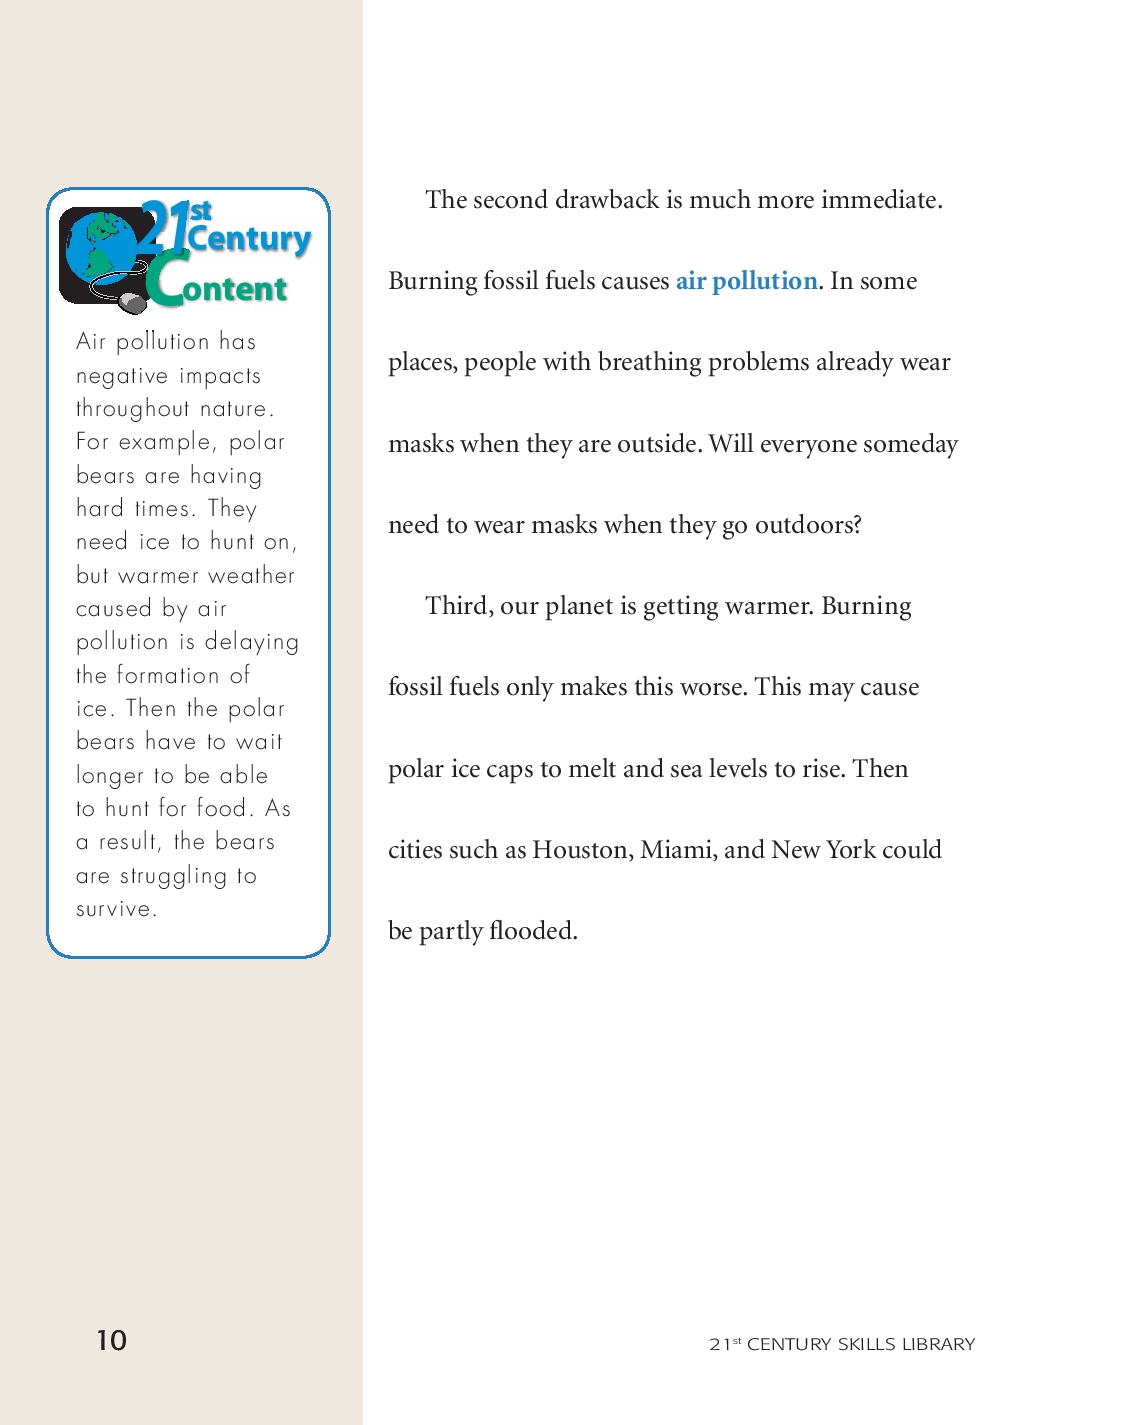 21st
Century
Content
Air pollution has
negative impacts
throughout nature.
For example, polar
bears are having
hard times. They
need ice to hunt on,
but warmer weather
caused by air
pollution is delaying
the formation of
ice. Then the polar
bears have to wait
longer to be able
to hunt for food. As
a result, the bears
are struggling to
survive.
The second drawback is much more immediate.
Burning fossil fuels causes air pollution. In some
places, people with breathing problems already wear
masks when they are outside. Will everyone someday
need to wear masks when they go outdoors?
Third, our planet is getting warmer. Burning
fossil fuels only makes this worse. This may cause
polar ice caps to melt and sea levels to rise. Then
cities such as Houston, Miami, and New York could
be partly flooded.
10
21st CENTURY SKILLS LIBRARY